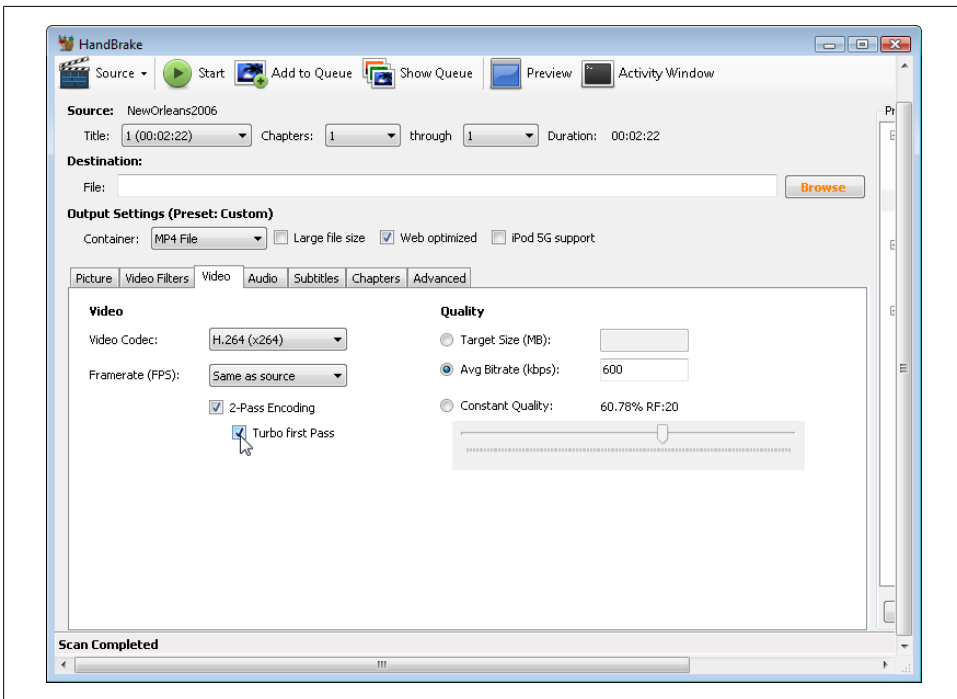 HandBrake
Source Start Add to Queue Show Queue Preview Activity Window
Source: NewOrleans2006
Title: 1 (00:02:22) Chapters: 1 through 1 Duration: 00:02:22
Destination:
File: Browse
Output Settings (Preset: Custom)
Container: MP4 File Large file size Web optimized iPod 5G support
Picture Video Filters Video Audio Subtitles Chapters Advanced
Video Quality
Video Codec: H.264 (x264) Target Size (MB):
Framerate (FPS): Same as source Avg Bitrate (kbps): 600
2-Pass Encoding Constant Quality: 60.78% RF:20
Turbo first Pass
Scan Completed